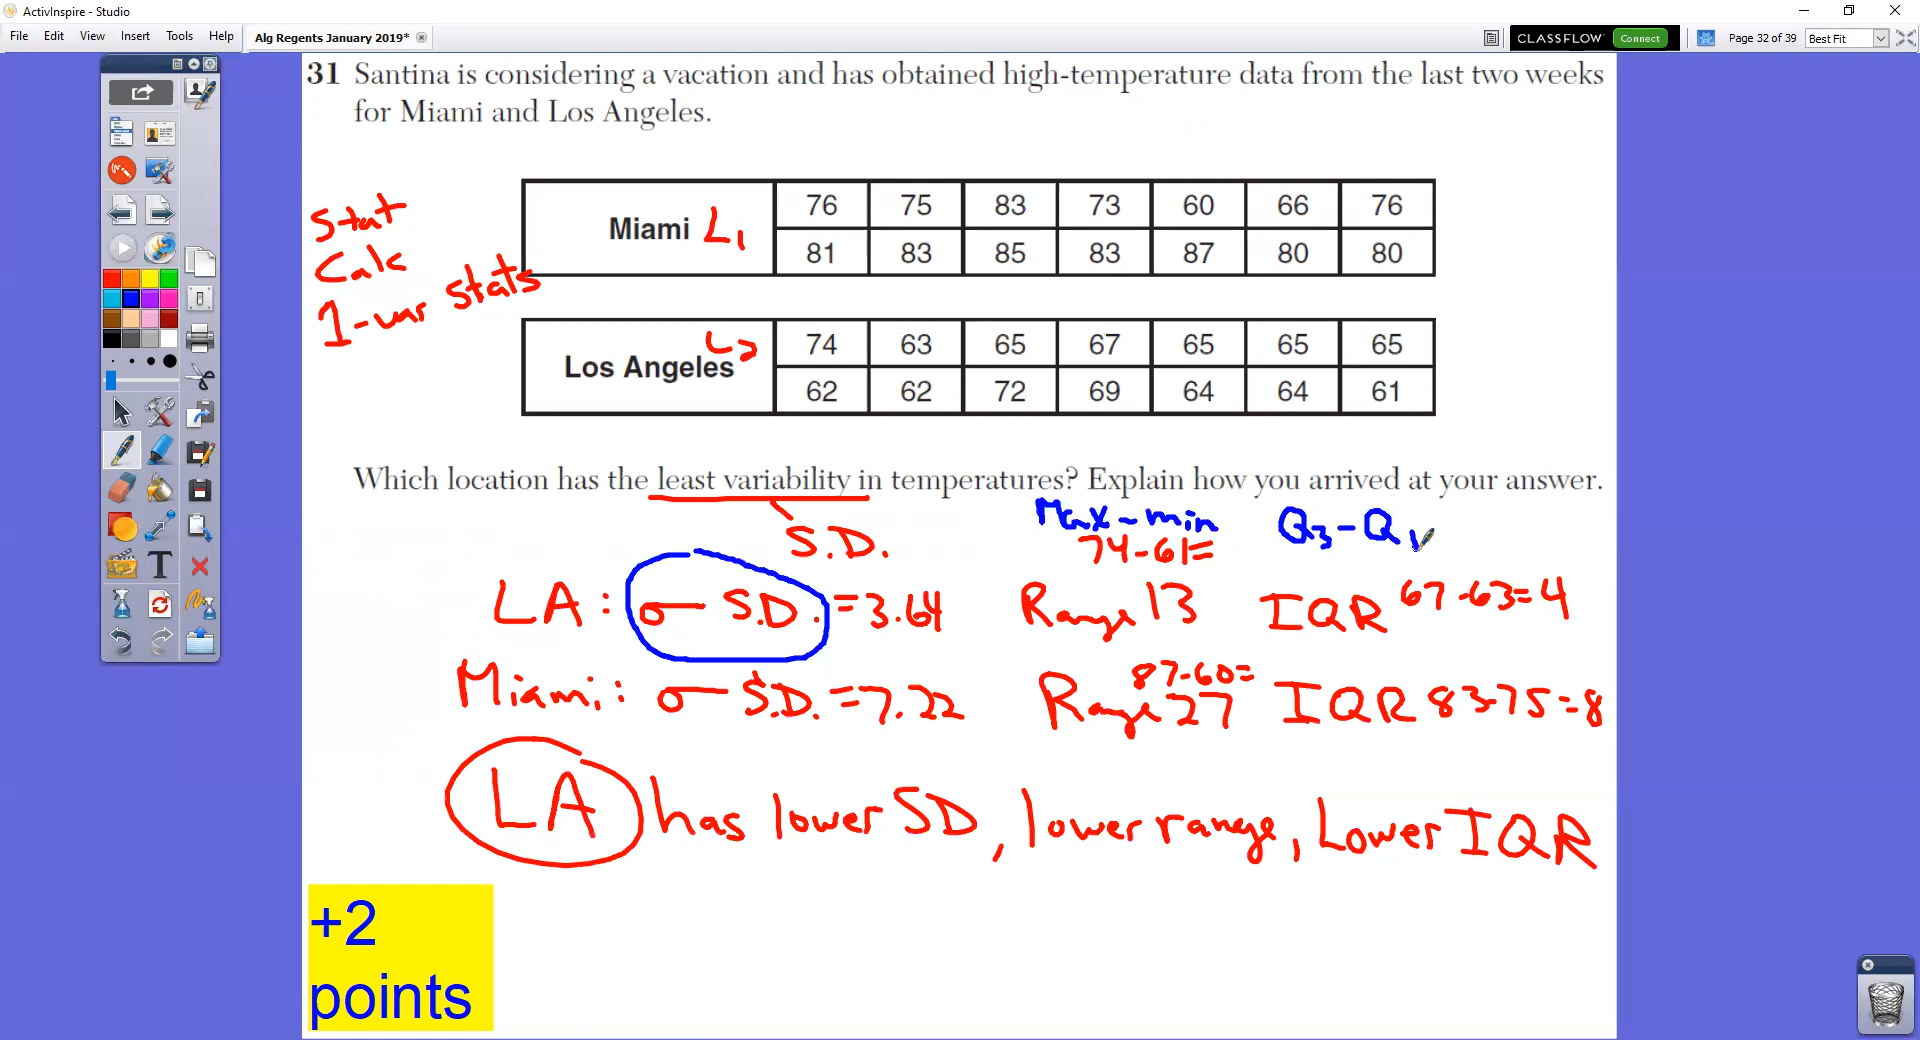 ActivInspire - Studio
File Edit View Insert Tools Help
Alg Regents January 2019*
CLASSFLOW Connect
Page 32 of 39
Best Fit
31 Santina is considering a vacation and has obtained high-temperature data from the last two weeks
for Miami and Los Angeles.
Stat
Calc
1-var stats
Miami L1
76 75 83 73 60 66 76
81 83 85 83 87 80 80
Los Angeles L2
74 63 65 67 65 65 65
62 62 72 69 64 64 61
Which location has the least variability in temperatures? Explain how you arrived at your answer.
S.D.
Max - min
Q3 - Q1
74-61=
LA: σ S.D. = 3.64 Range 13 IQR 67-63=4
87-60=
Miami: σ S.D. = 7.22 Range 27 IQR 83-75=8
LA has lower SD, lower range, Lower IQR
+2
points
T